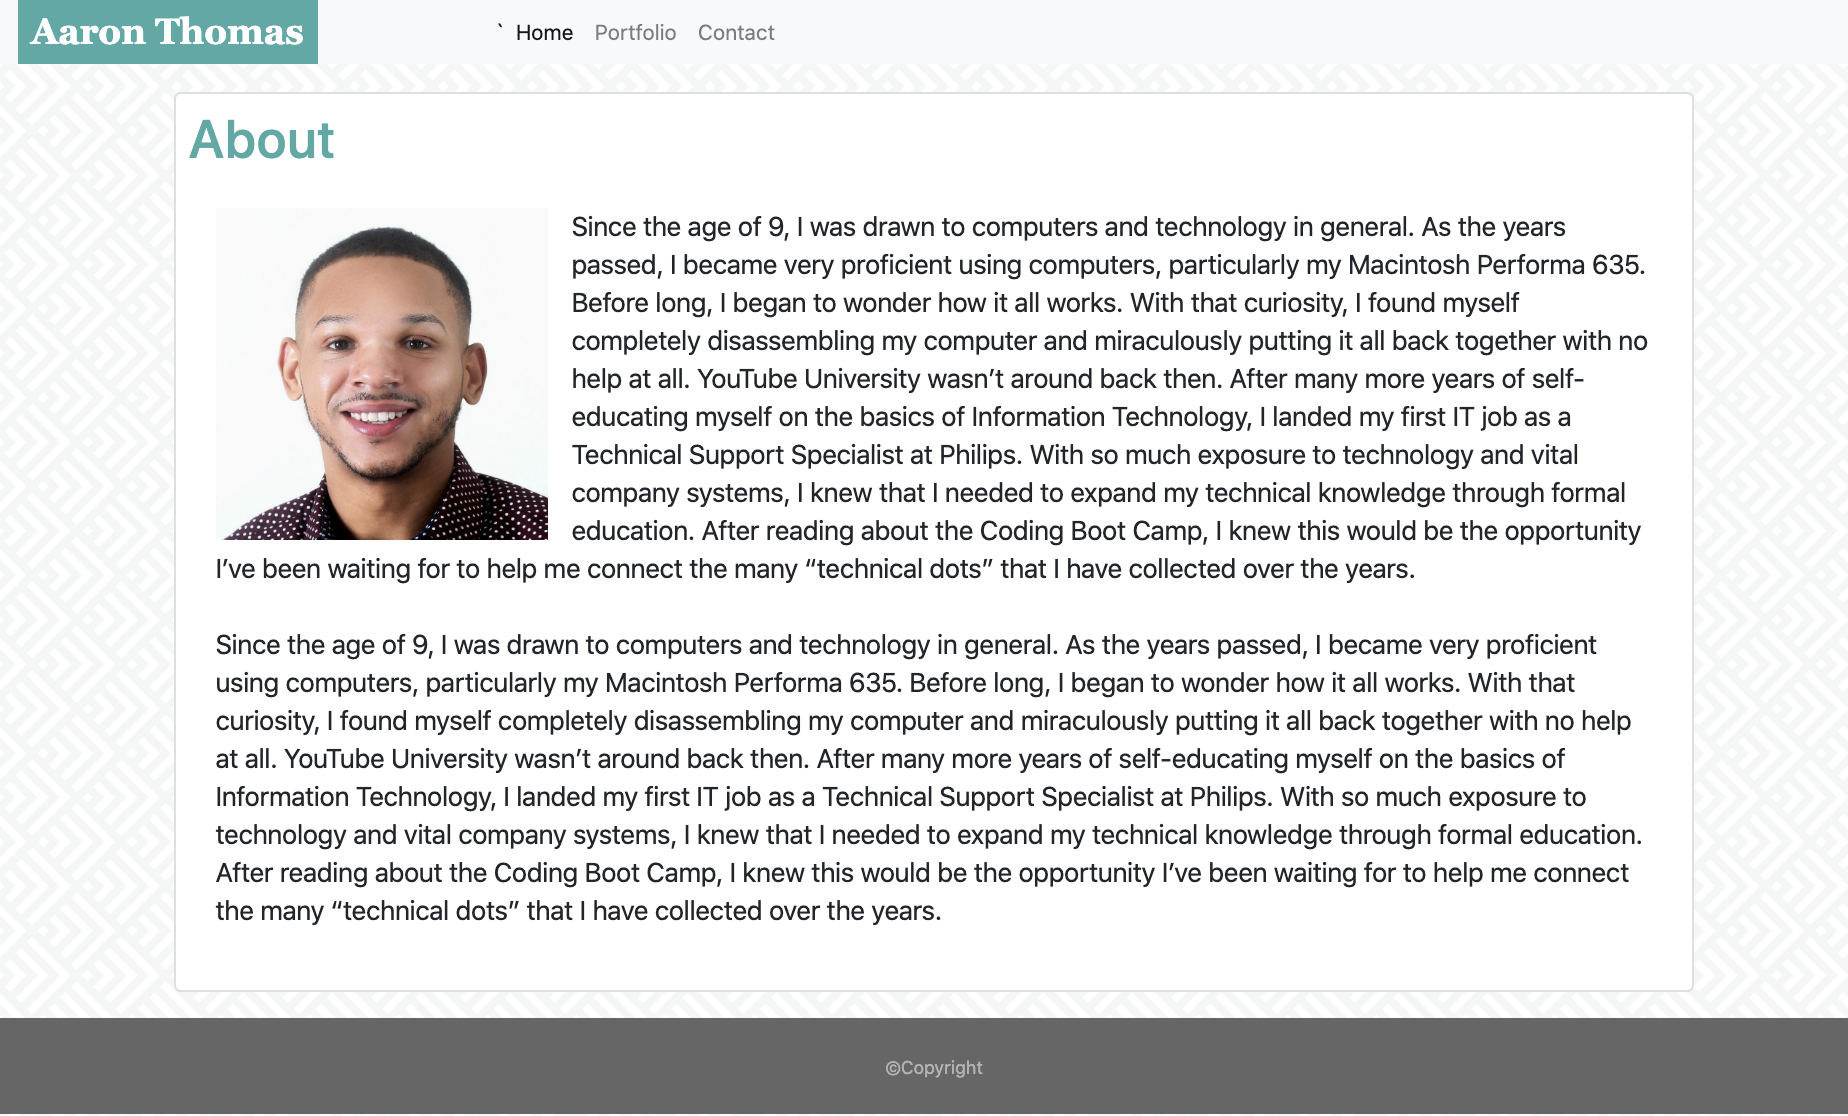 Aaron Thomas
` Home Portfolio Contact
About
Since the age of 9, I was drawn to computers and technology in general. As the years
passed, I became very proficient using computers, particularly my Macintosh Performa 635.
Before long, I began to wonder how it all works. With that curiosity, I found myself
completely disassembling my computer and miraculously putting it all back together with no
help at all. YouTube University wasn’t around back then. After many more years of self-
educating myself on the basics of Information Technology, I landed my first IT job as a
Technical Support Specialist at Philips. With so much exposure to technology and vital
company systems, I knew that I needed to expand my technical knowledge through formal
education. After reading about the Coding Boot Camp, I knew this would be the opportunity
I’ve been waiting for to help me connect the many “technical dots” that I have collected over the years.
Since the age of 9, I was drawn to computers and technology in general. As the years passed, I became very proficient
using computers, particularly my Macintosh Performa 635. Before long, I began to wonder how it all works. With that
curiosity, I found myself completely disassembling my computer and miraculously putting it all back together with no help
at all. YouTube University wasn’t around back then. After many more years of self-educating myself on the basics of
Information Technology, I landed my first IT job as a Technical Support Specialist at Philips. With so much exposure to
technology and vital company systems, I knew that I needed to expand my technical knowledge through formal education.
After reading about the Coding Boot Camp, I knew this would be the opportunity I’ve been waiting for to help me connect
the many “technical dots” that I have collected over the years.
©Copyright